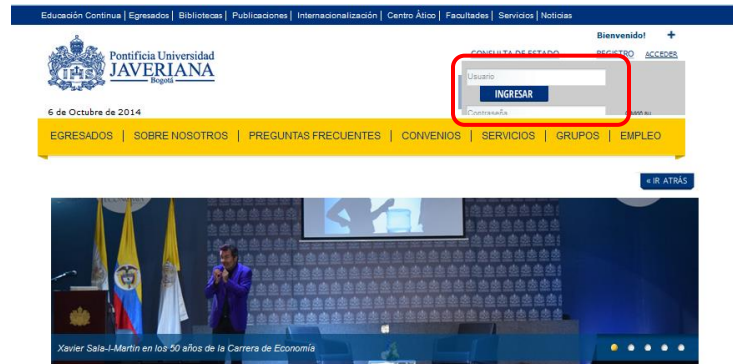 Educación Continua | Egresados | Bibliotecas | Publicaciones | Internacionalización | Centro Ático | Facultades | Servicios | Noticias
Bienvenido! +
Pontificia Universidad
JAVERIANA
Bogotá
CONSULTA DE ESTADO
REGISTRO ACCEDER
Usuario
INGRESAR
Contraseña
6 de Octubre de 2014
EGRESADOS | SOBRE NOSOTROS | PREGUNTAS FRECUENTES | CONVENIOS | SERVICIOS | GRUPOS | EMPLEO
« IR ATRÁS
Xavier Sala-I-Martin en los 50 años de la Carrera de Economía